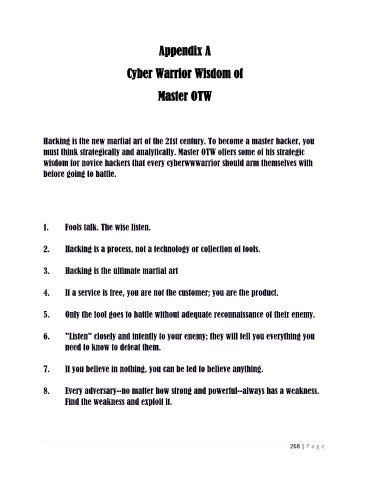 Appendix A
Cyber Warrior Wisdom of
Master OTW
Hacking is the new martial art of the 21st century. To become a master hacker, you
must think strategically and analytically. Master OTW offers some of his strategic
wisdom for novice hackers that every cyberwwwarrior should arm themselves with
before going to battle.
1. Fools talk. The wise listen.
2. Hacking is a process, not a technology or collection of tools.
3. Hacking is the ultimate martial art
4. If a service is free, you are not the customer; you are the product.
5. Only the fool goes to battle without adequate reconnaissance of their enemy.
6. "Listen" closely and intently to your enemy; they will tell you everything you
need to know to defeat them.
7. If you believe in nothing, you can be led to believe anything.
8. Every adversary--no matter how strong and powerful--always has a weakness.
Find the weakness and exploit it.
268 | Page